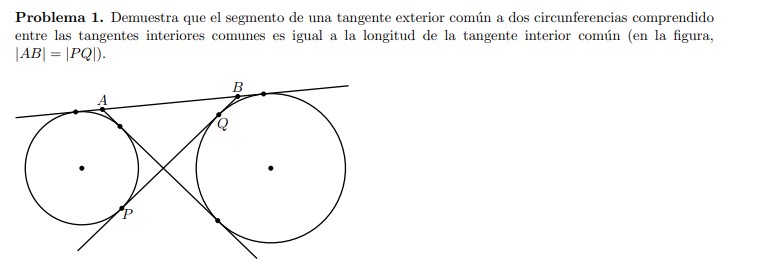 Problema 1. Demuestra que el segmento de una tangente exterior común a dos circunferencias comprendido
entre las tangentes interiores comunes es igual a la longitud de la tangente interior común (en la figura,
|AB| = |PQ|).
A
B
Q
P